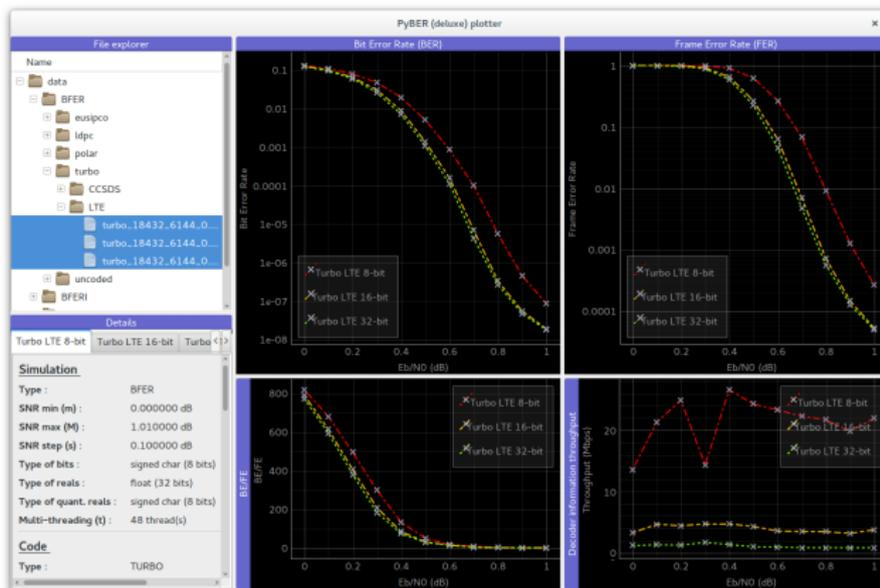 PyBER (deluxe) plotter
File explorer
Name
data
BFER
eusipco
ldpc
polar
turbo
CCSDS
LTE
turbo_18432_6144_0....
turbo_18432_6144_0....
turbo_18432_6144_0....
uncoded
BFERI
Details
Turbo LTE 8-bit
Turbo LTE 16-bit
Turbo
Simulation
Type : BFER
SNR min (m) : 0.000000 dB
SNR max (M) : 1.010000 dB
SNR step (s) : 0.100000 dB
Type of bits : signed char (8 bits)
Type of reals : float (32 bits)
Type of quant. reals : signed char (8 bits)
Multi-threading (t) : 48 thread(s)
Code
Type : TURBO
Bit Error Rate (BER)
Bit Error Rate
0.1
0.01
0.001
0.0001
1e-05
1e-06
1e-07
1e-08
Turbo LTE 8-bit
Turbo LTE 16-bit
Turbo LTE 32-bit
0 0.2 0.4 0.6 0.8 1
Eb/N0 (dB)
Frame Error Rate (FER)
Frame Error Rate
1
0.1
0.01
0.001
0.0001
Turbo LTE 8-bit
Turbo LTE 16-bit
Turbo LTE 32-bit
0 0.2 0.4 0.6 0.8 1
Eb/N0 (dB)
BE/FE
BE/FE
800
600
400
200
0
Turbo LTE 8-bit
Turbo LTE 16-bit
Turbo LTE 32-bit
0 0.2 0.4 0.6 0.8 1
Eb/N0 (dB)
Decoder information throughput
Throughput (Mbps)
20
10
0
Turbo LTE 8-bit
Turbo LTE 16-bit
Turbo LTE 32-bit
0 0.2 0.4 0.6 0.8 1
Eb/N0 (dB)